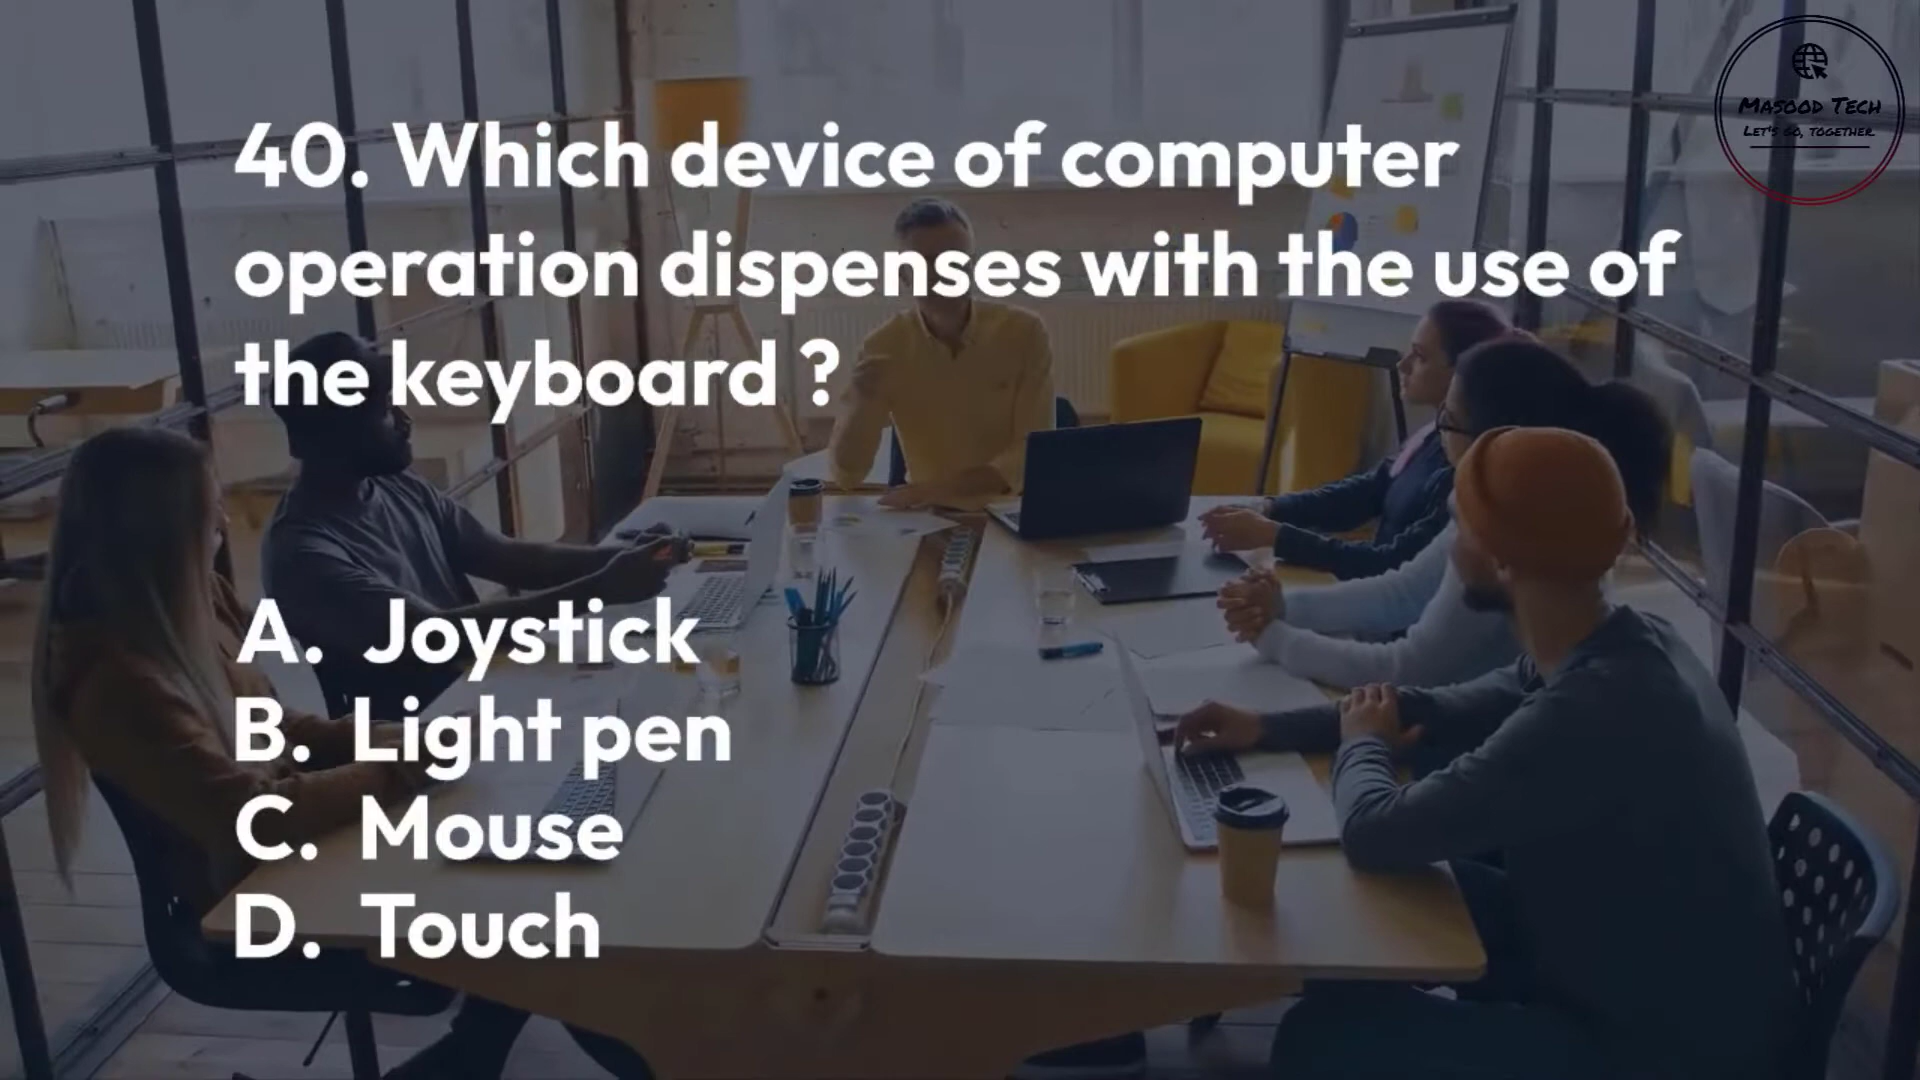 MASOOD TECH
LET'S GO, TOGETHER
40. Which device of computer
operation dispenses with the use of
the keyboard ?
A. Joystick
B. Light pen
C. Mouse
D. Touch